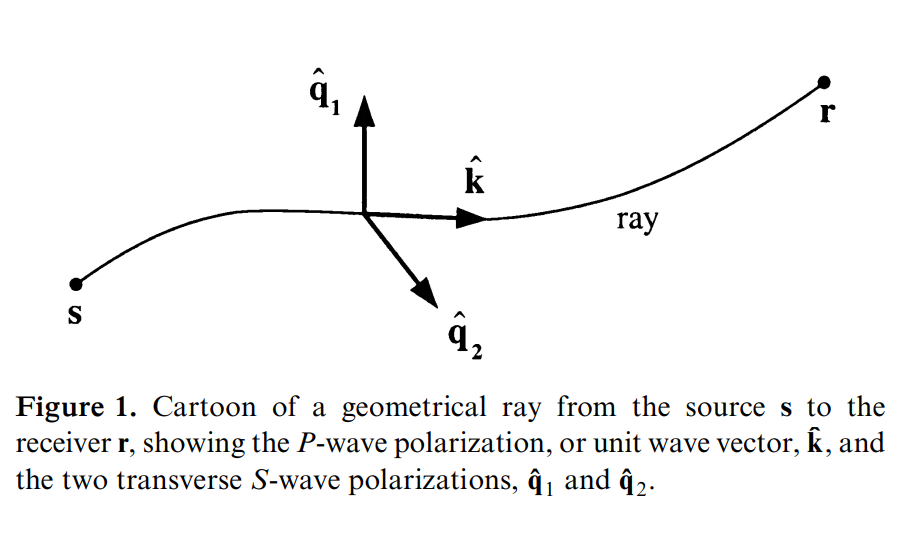 q̂₁
k̂
r
ray
s
q̂₂
Figure 1. Cartoon of a geometrical ray from the source s to the
receiver r, showing the P-wave polarization, or unit wave vector, k̂, and
the two transverse S-wave polarizations, q̂₁ and q̂₂.